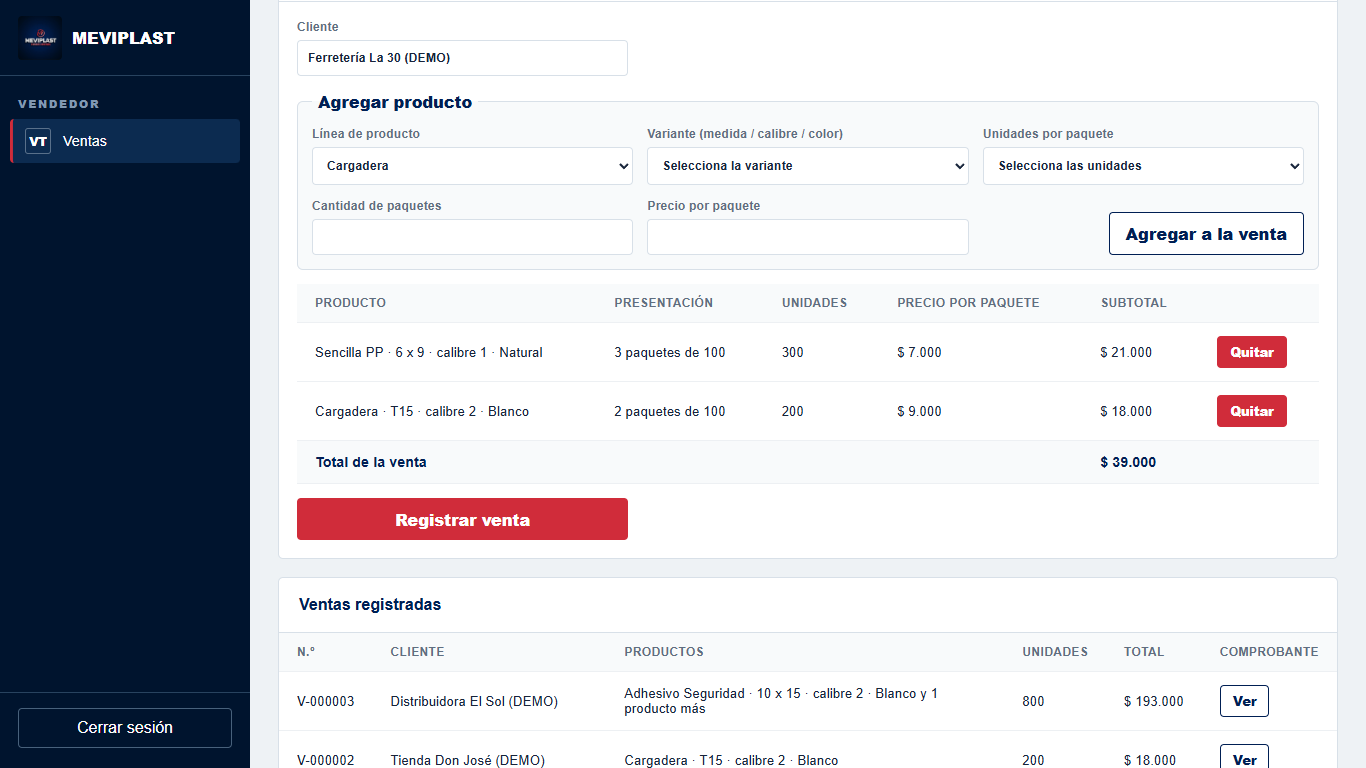 MEVIPLAST
MEVIPLAST
VENDEDOR
VT Ventas
Cerrar sesión
Cliente
Ferretería La 30 (DEMO)
Agregar producto
Línea de producto Variante (medida / calibre / color) Unidades por paquete
Cargadera Selecciona la variante Selecciona las unidades
Cantidad de paquetes Precio por paquete
Agregar a la venta
PRODUCTO PRESENTACIÓN UNIDADES PRECIO POR PAQUETE SUBTOTAL
Sencilla PP · 6 x 9 · calibre 1 · Natural 3 paquetes de 100 300 $ 7.000 $ 21.000 Quitar
Cargadera · T15 · calibre 2 · Blanco 2 paquetes de 100 200 $ 9.000 $ 18.000 Quitar
Total de la venta $ 39.000
Registrar venta
Ventas registradas
N.º CLIENTE PRODUCTOS UNIDADES TOTAL COMPROBANTE
V-000003 Distribuidora El Sol (DEMO) Adhesivo Seguridad · 10 x 15 · calibre 2 · Blanco y 1 800 $ 193.000 Ver
producto más
V-000002 Tienda Don José (DEMO) Cargadera · T15 · calibre 2 · Blanco 200 $ 18.000 Ver